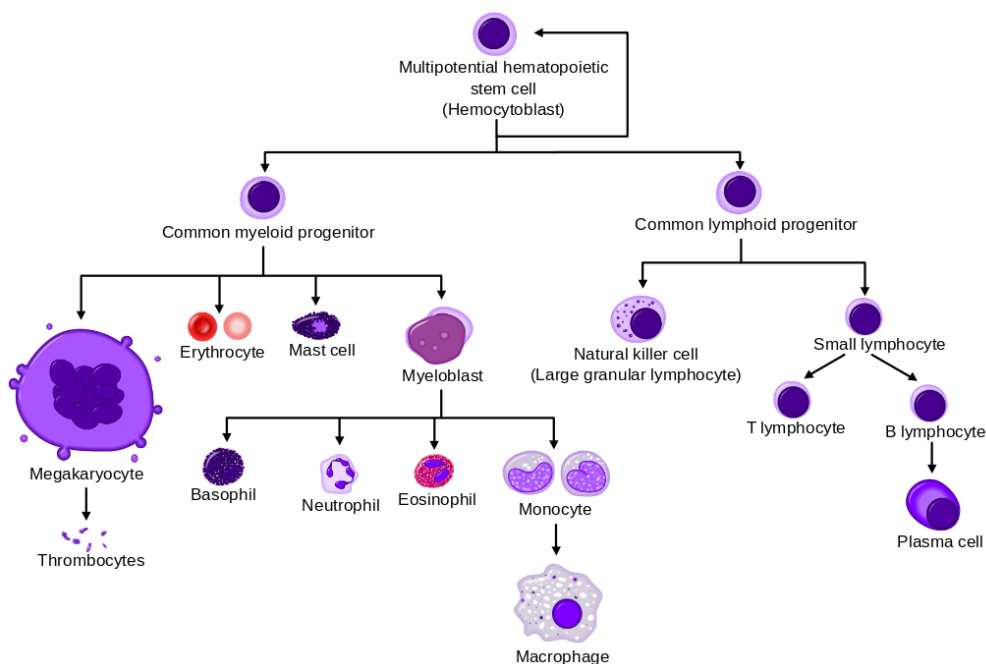 Multipotential hematopoietic
stem cell
(Hemocytoblast)
Common myeloid progenitor
Common lymphoid progenitor
Erythrocyte
Mast cell
Myeloblast
Natural killer cell
(Large granular lymphocyte)
Small lymphocyte
T lymphocyte
B lymphocyte
Megakaryocyte
Basophil
Neutrophil
Eosinophil
Monocyte
Plasma cell
Thrombocytes
Macrophage